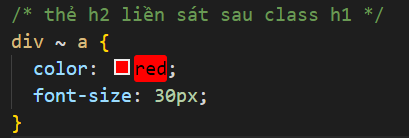 /* thẻ h2 liền sát sau class h1 */
div ~ a {
color: red;
font-size: 30px;
}